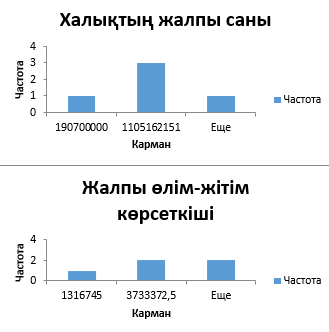 Халықтың жалпы саны
4
3
2
1
0
Частота
190700000 1105162151 Еще
Карман
Частота
Жалпы өлім-жітім
көрсеткіші
4
2
0
Частота
1316745 3733372,5 Еще
Карман
Частота